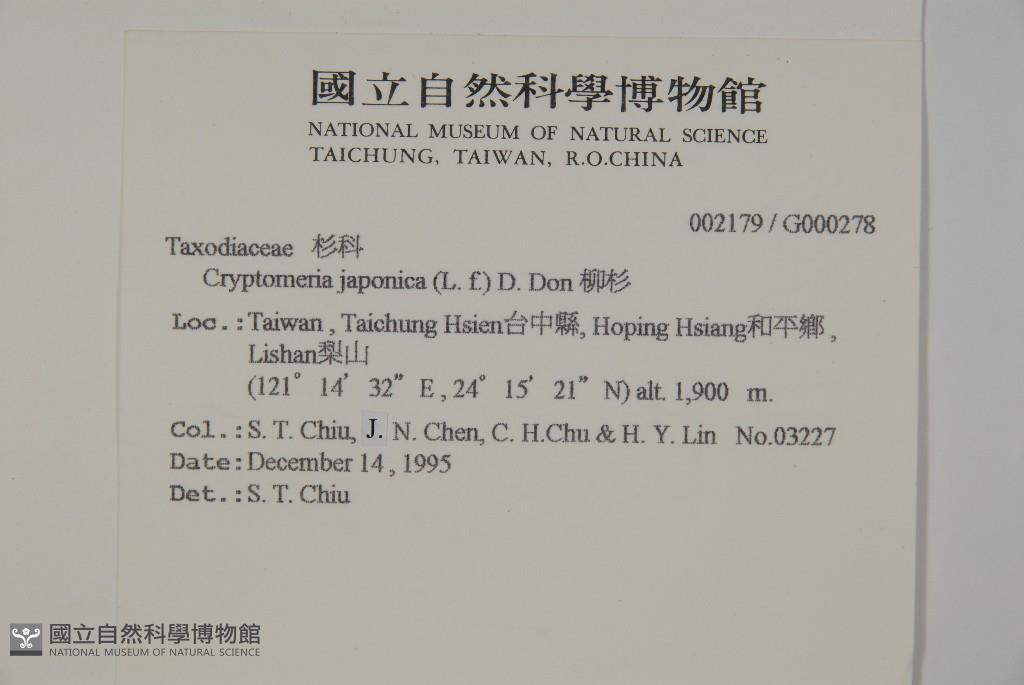 國立自然科學博物館
NATIONAL MUSEUM OF NATURAL SCIENCE
TAICHUNG, TAIWAN, R.O.CHINA
002179 / G000278
Taxodiaceae 杉科
Cryptomeria japonica (L. f.) D. Don 柳杉
Loc.: Taiwan , Taichung Hsien台中縣, Hoping Hsiang和平鄉 ,
Lishan梨山
(121° 14' 32" E , 24° 15' 21" N) alt. 1,900 m.
Col.: S. T. Chiu, J. N. Chen, C. H.Chu & H. Y. Lin No.03227
Date: December 14 , 1995
Det.: S. T. Chiu
國立自然科學博物館
NATIONAL MUSEUM OF NATURAL SCIENCE